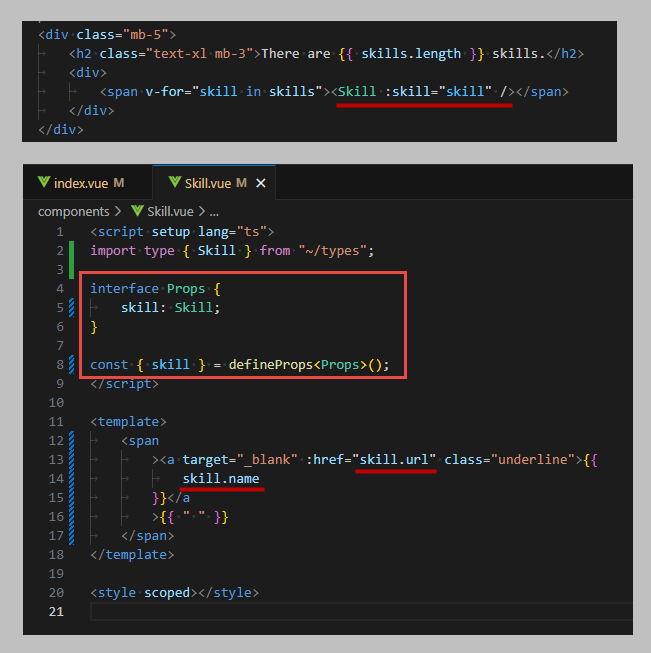 <div class="mb-5">
<h2 class="text-xl mb-3">There are {{ skills.length }} skills.</h2>
<div>
<span v-for="skill in skills"><Skill :skill="skill" /></span>
</div>
</div>
index.vue M Skill.vue M ×
components > Skill.vue > ...
1 <script setup lang="ts">
2 import type { Skill } from "~/types";
3
4 interface Props {
5 skill: Skill;
6 }
7
8 const { skill } = defineProps<Props>();
9 </script>
10
11 <template>
12 <span
13 ><a target="_blank" :href="skill.url" class="underline">{{
14 skill.name
15 }}</a
16 >{{ " " }}
17 </span>
18 </template>
19
20 <style scoped></style>
21